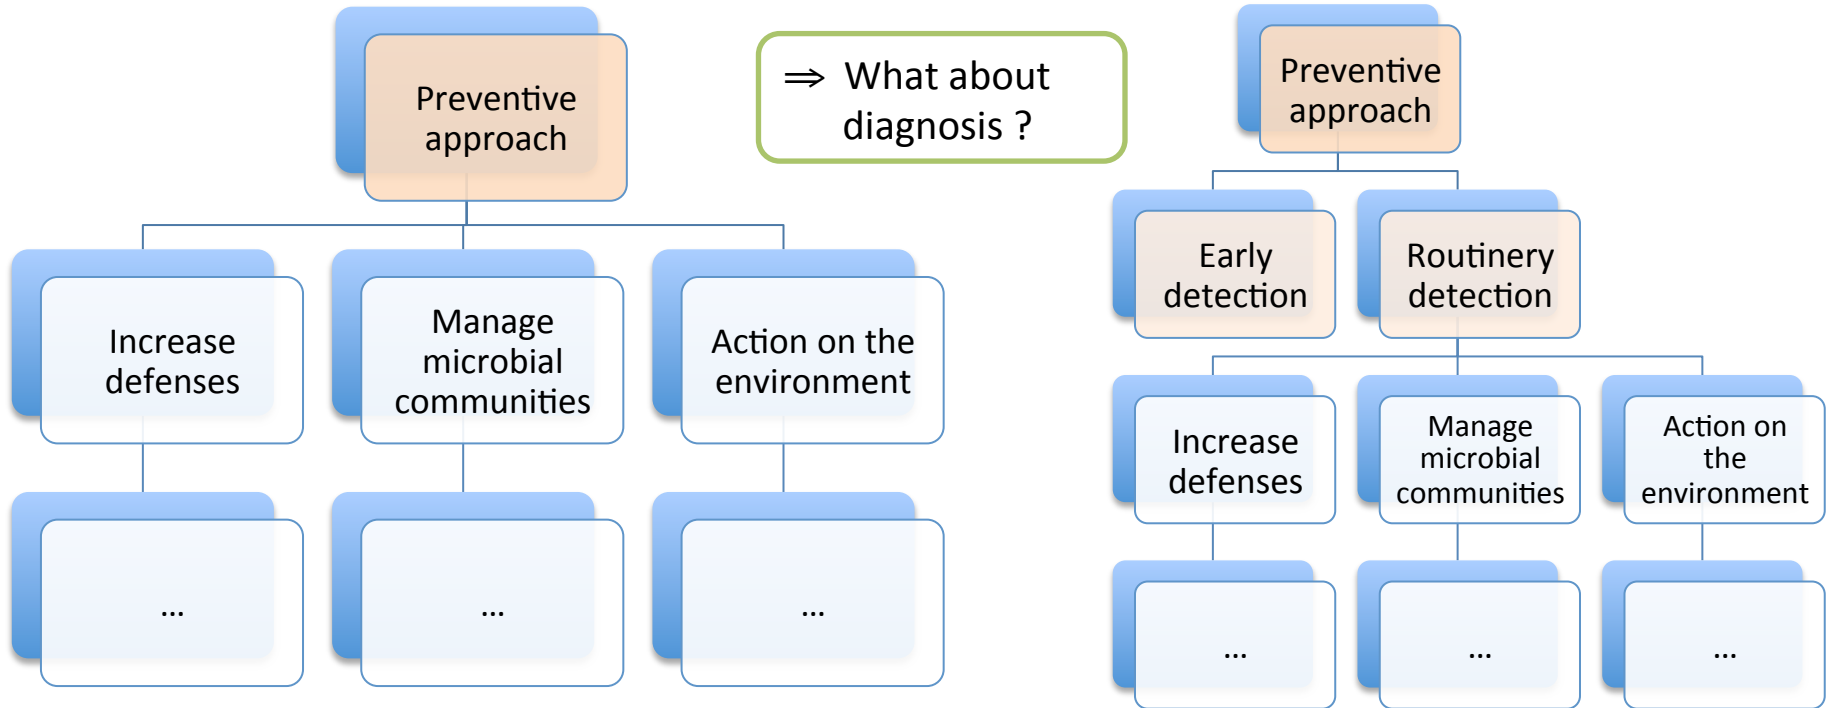 Preventive
approach
Increase
defenses
Manage
microbial
communities
Action on the
environment
...
...
...
⇒ What about
diagnosis ?
Preventive
approach
Early
detection
Routinery
detection
Increase
defenses
Manage
microbial
communities
Action on
the
environment
...
...
...